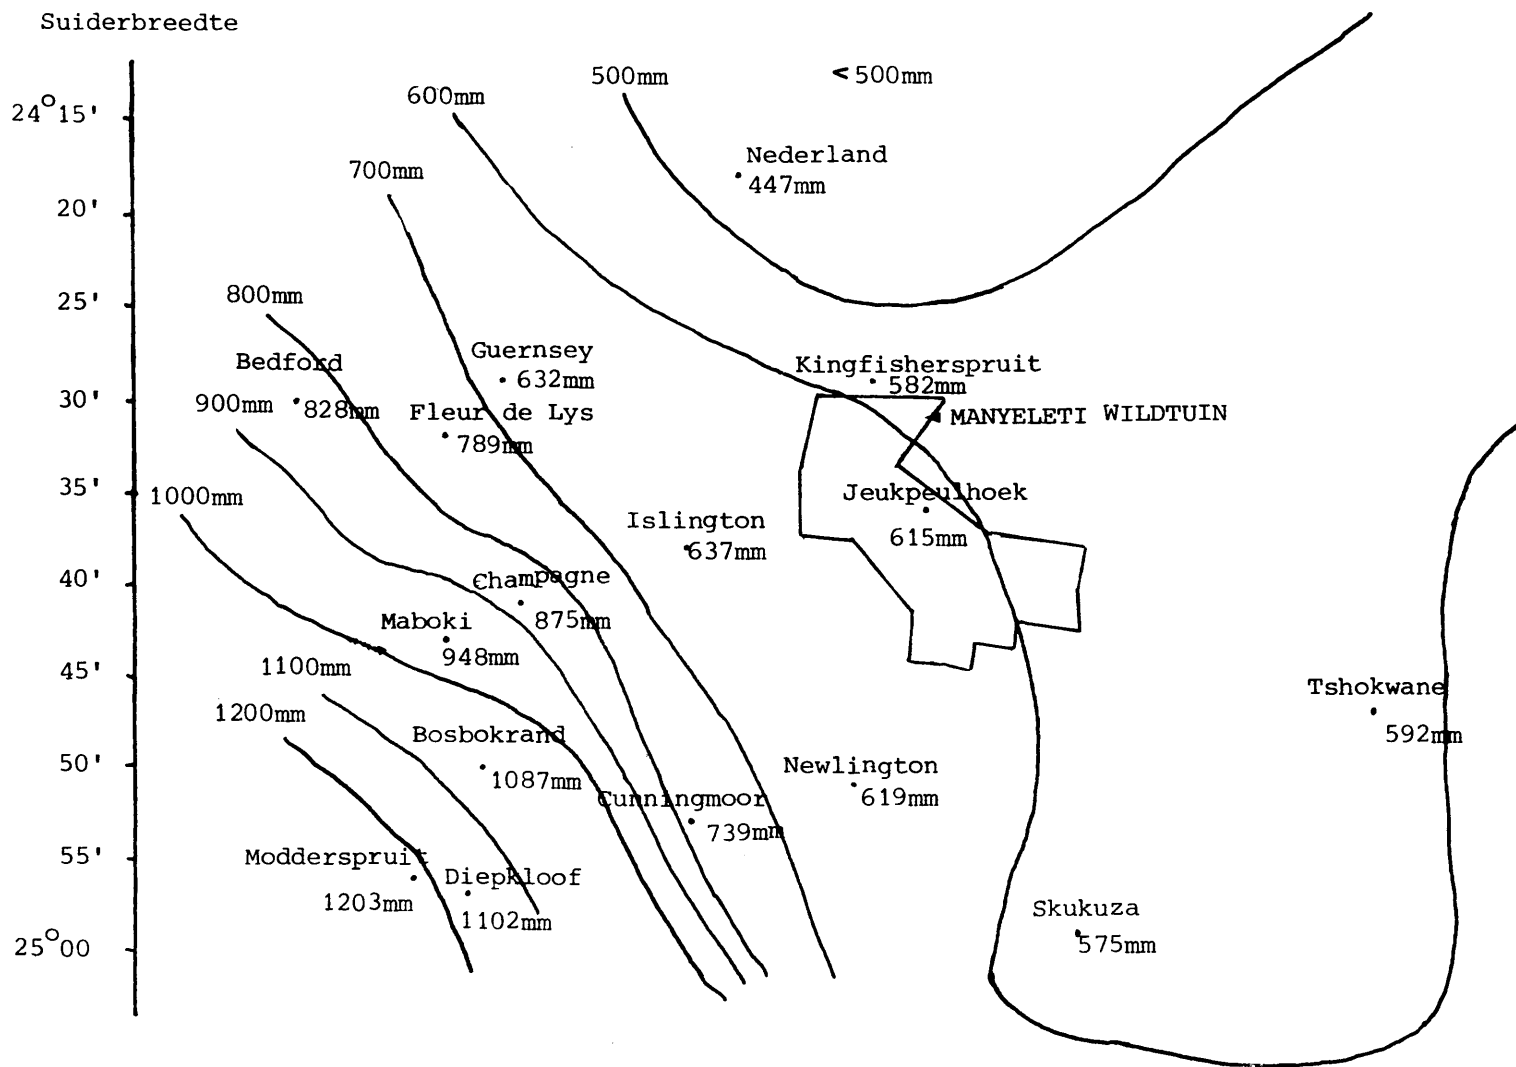 Suiderbreedte
500mm
< 500mm
600mm
24°15'
Nederland
447mm
700mm
20'
25'
800mm
Guernsey
632mm
Kingfisherspruit
582mm
Bedford
828mm
30'
900mm
Fleur de Lys
789mm
MANYELETI WILDTUIN
35'
1000mm
Jeukpeulhoek
615mm
Islington
637mm
40'
Champagne
875mm
Maboki
948mm
45'
1100mm
Tshokwane
592mm
1200mm
Bosbokrand
1087mm
50'
Newlington
619mm
Cunningmoor
739mm
55'
Modderspruit
1203mm
Diepkloof
1102mm
Skukuza
575mm
25°00